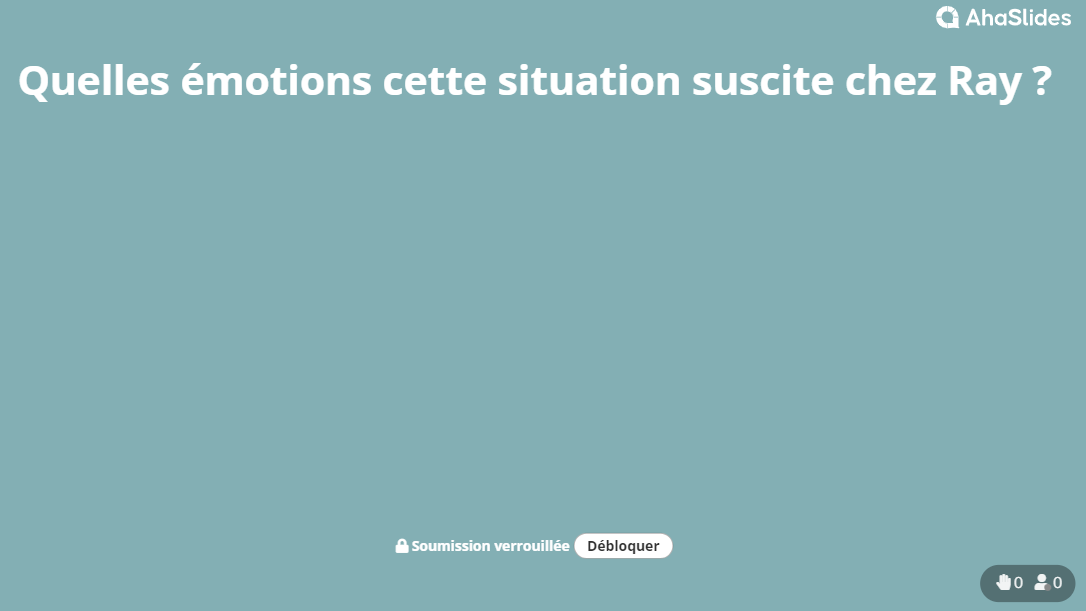 AhaSlides
Quelles émotions cette situation suscite chez Ray ?
Soumission verrouillée Débloquer
0 0